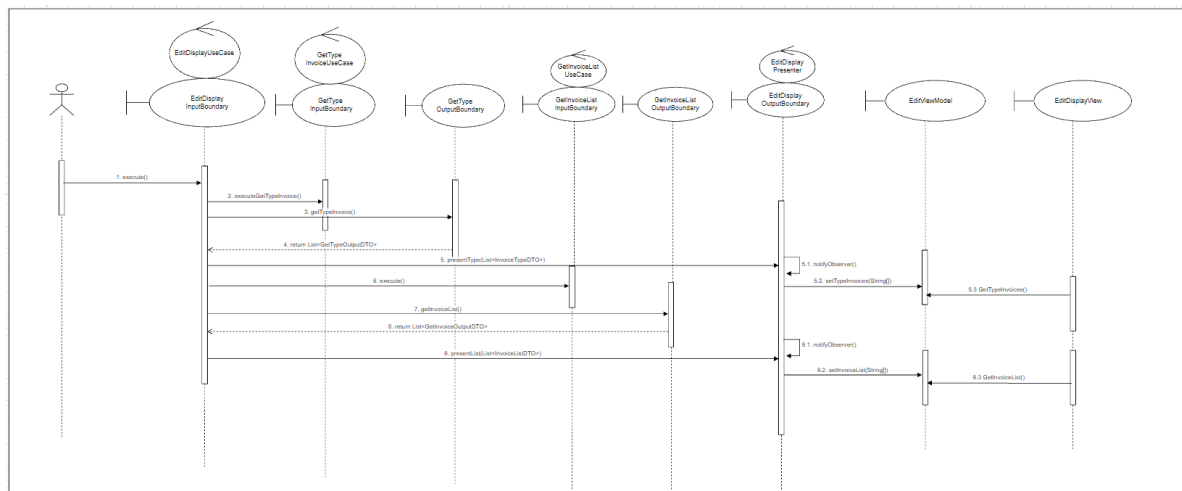 EditDisplayUseCase
EditDisplay
InputBoundary
GetType
InvoiceUseCase
GetType
InputBoundary
GetType
OutputBoundary
GetInvoiceList
UseCase
GetInvoiceList
InputBoundary
GetInvoiceList
OutputBoundary
EditDisplay
Presenter
EditDisplay
OutputBoundary
EditViewModel
EditDisplayView
1. execute()
2. executeGetTypeInvoice()
3. getTypeInvoice()
4. return List<GetTypeOutputDTO>
5. presentType(List<InvoiceTypeDTO>)
5.1. notifyObserver()
5.2. setTypeInvoices(String[])
5.3 GetTypeInvoices()
6. execute()
7. getInvoiceList()
8. return List<GetInvoiceOutputDTO>
9. presentList(List<InvoiceListDTO>)
9.1. notifyObserver()
9.2. setInvoiceList(String[])
9.3 GetInvoiceList()